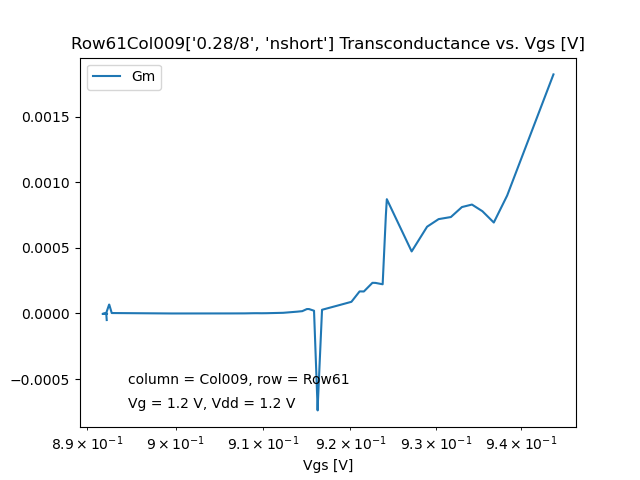 Row61Col009['0.28/8', 'nshort'] Transconductance vs. Vgs [V]
Gm
0.0015
0.0010
0.0005
0.0000
−0.0005
column = Col009, row = Row61
Vg = 1.2 V, Vdd = 1.2 V
8.9 × 10⁻¹ 9 × 10⁻¹ 9.1 × 10⁻¹ 9.2 × 10⁻¹ 9.3 × 10⁻¹ 9.4 × 10⁻¹
Vgs [V]